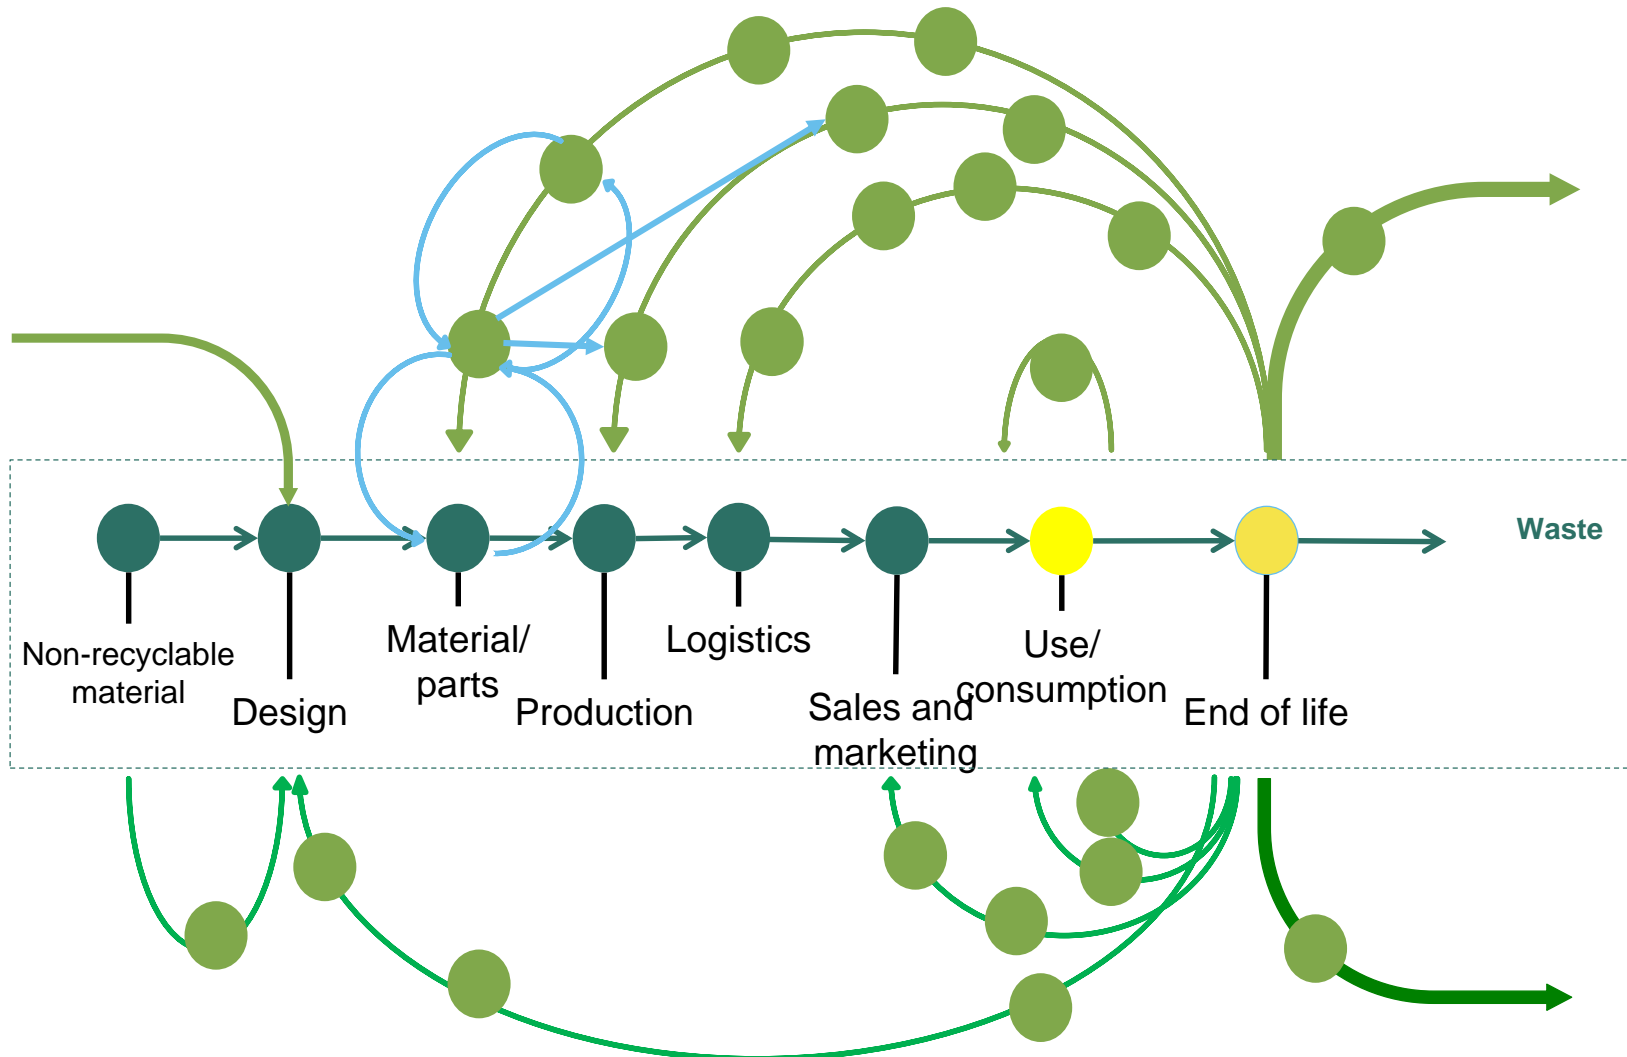 Waste
Non-recyclable
material
Design
Material/
parts
Production
Logistics
Sales and
marketing
Use/
consumption
End of life